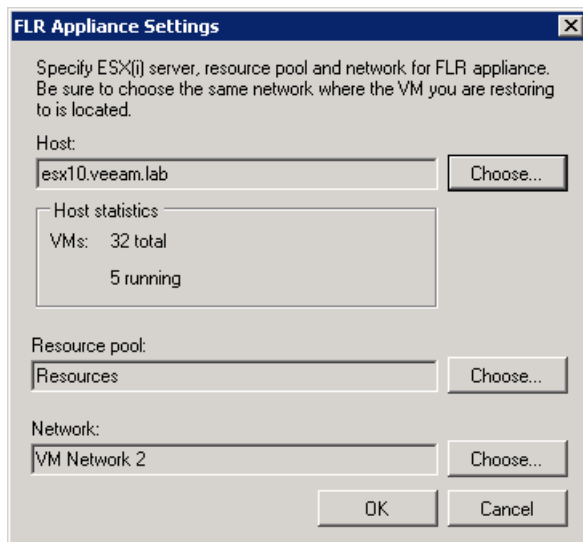 FLR Appliance Settings
Specify ESX(i) server, resource pool and network for FLR appliance.
Be sure to choose the same network where the VM you are restoring
to is located.
Host:
esx10.veeam.lab
Choose...
Host statistics
VMs: 32 total
5 running
Resource pool:
Resources
Choose...
Network:
VM Network 2
Choose...
OK
Cancel